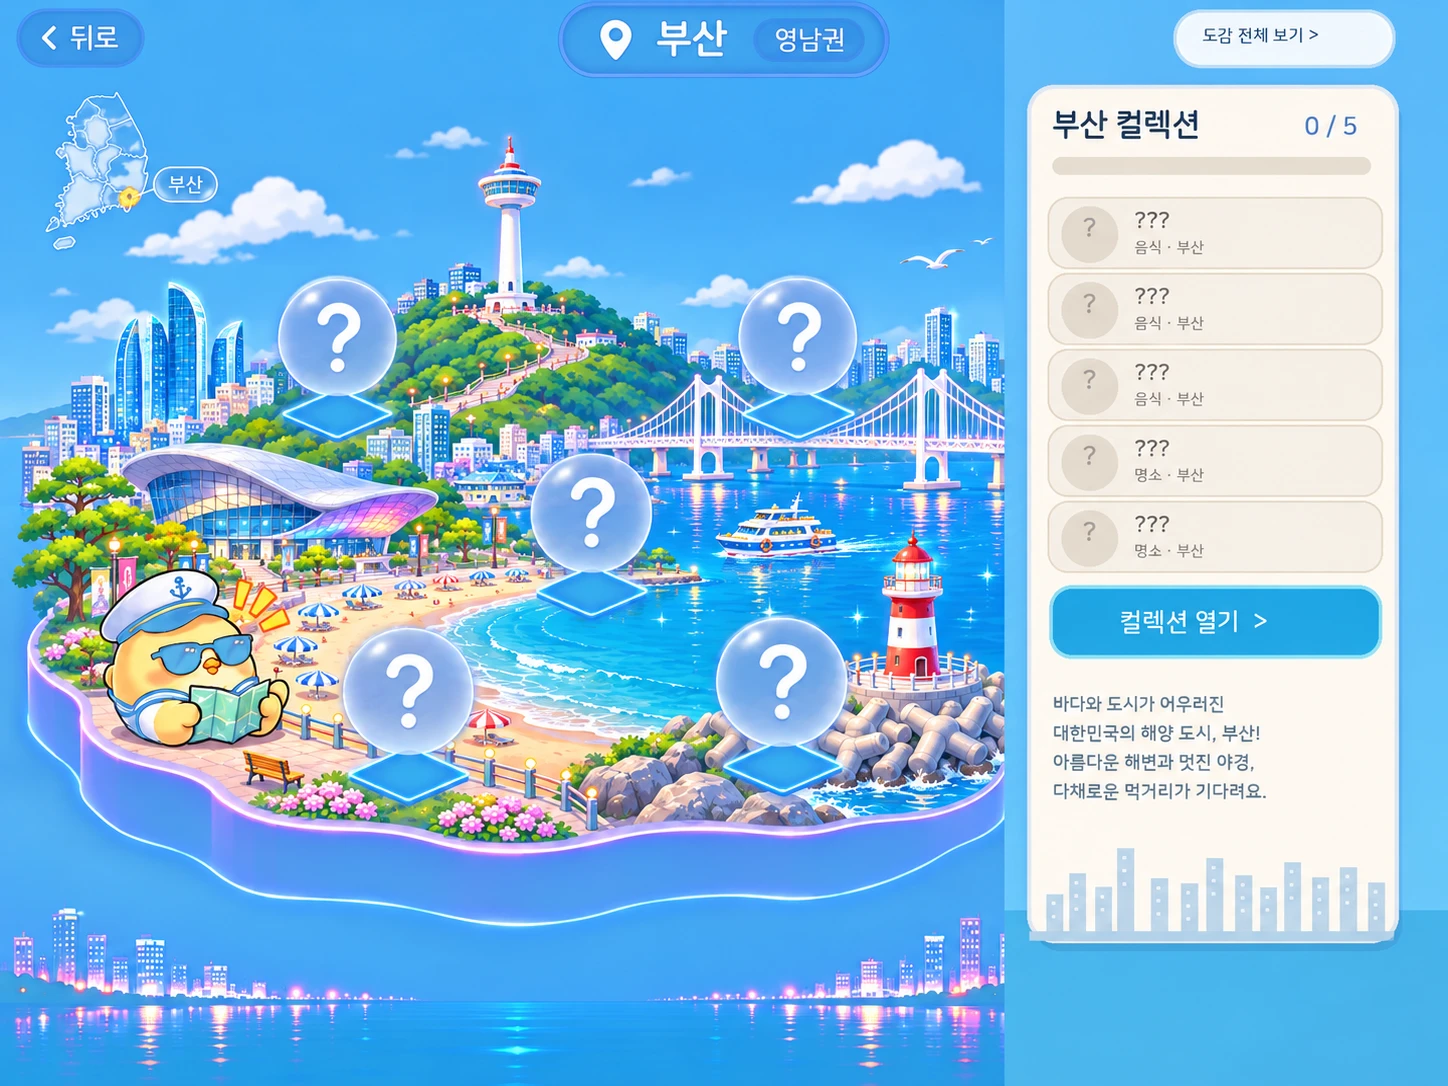 뒤로
부산 영남권
부산
?
?
?
?
?
도감 전체 보기 >
부산 컬렉션 0 / 5
?
???
음식 · 부산
?
???
음식 · 부산
?
???
음식 · 부산
?
???
명소 · 부산
?
???
명소 · 부산
컬렉션 열기 >
바다와 도시가 어우러진
대한민국의 해양 도시, 부산!
아름다운 해변과 멋진 야경,
다채로운 먹거리가 기다려요.